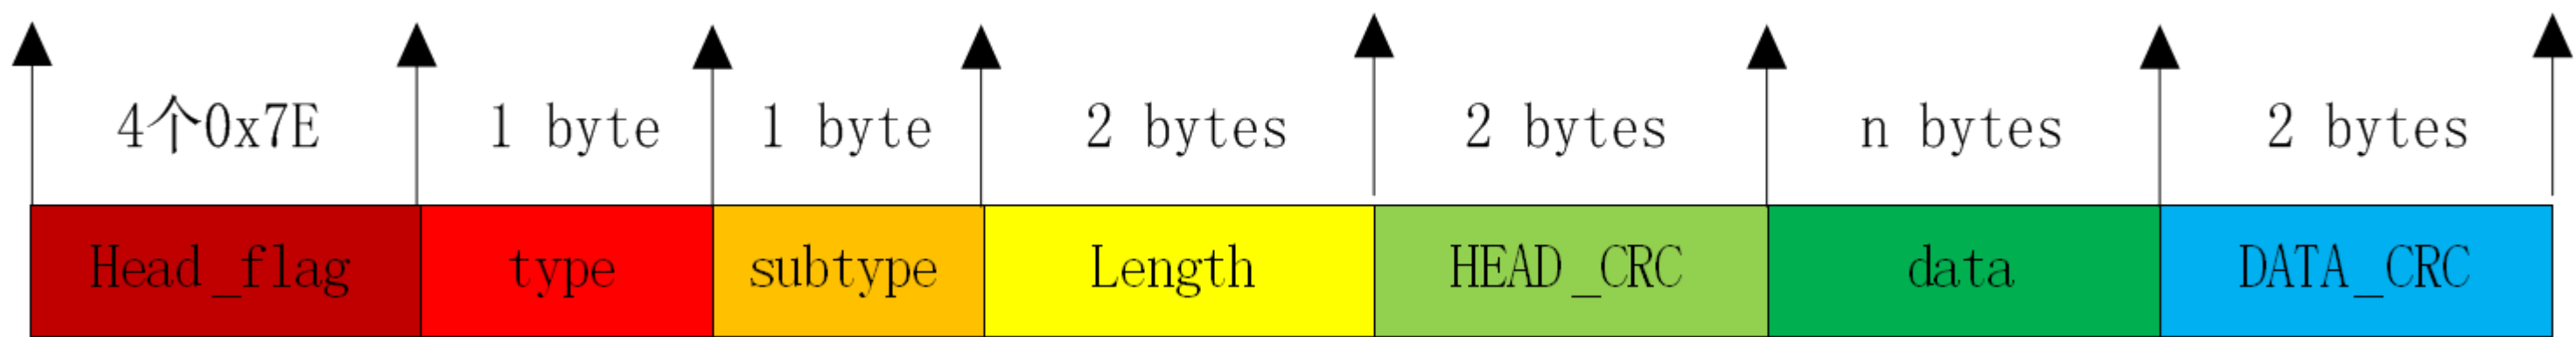 4个0x7E 1 byte 1 byte 2 bytes 2 bytes n bytes 2 bytes
Head_flag type subtype Length HEAD_CRC data DATA_CRC